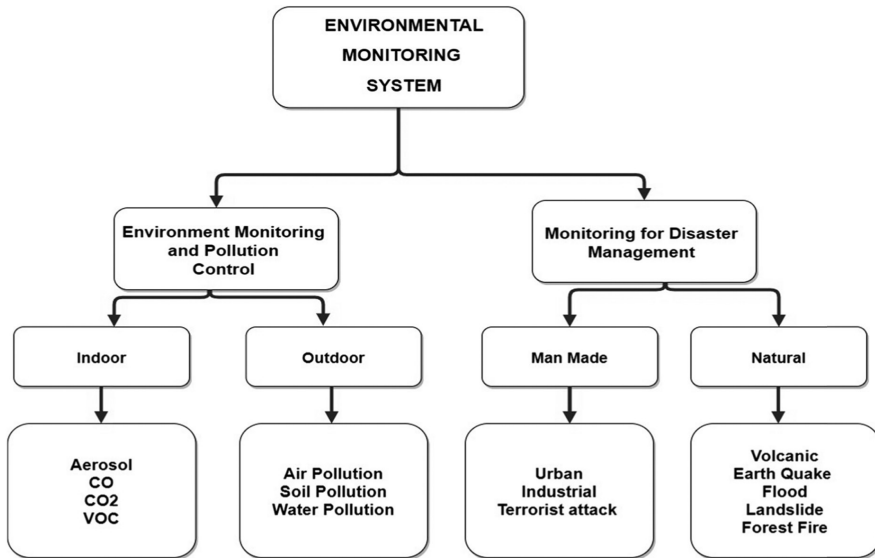 ENVIRONMENTAL
MONITORING
SYSTEM
Environment Monitoring
and Pollution
Control
Monitoring for Disaster
Management
Indoor
Outdoor
Man Made
Natural
Aerosol
CO
CO2
VOC
Air Pollution
Soil Pollution
Water Pollution
Urban
Industrial
Terrorist attack
Volcanic
Earth Quake
Flood
Landslide
Forest Fire